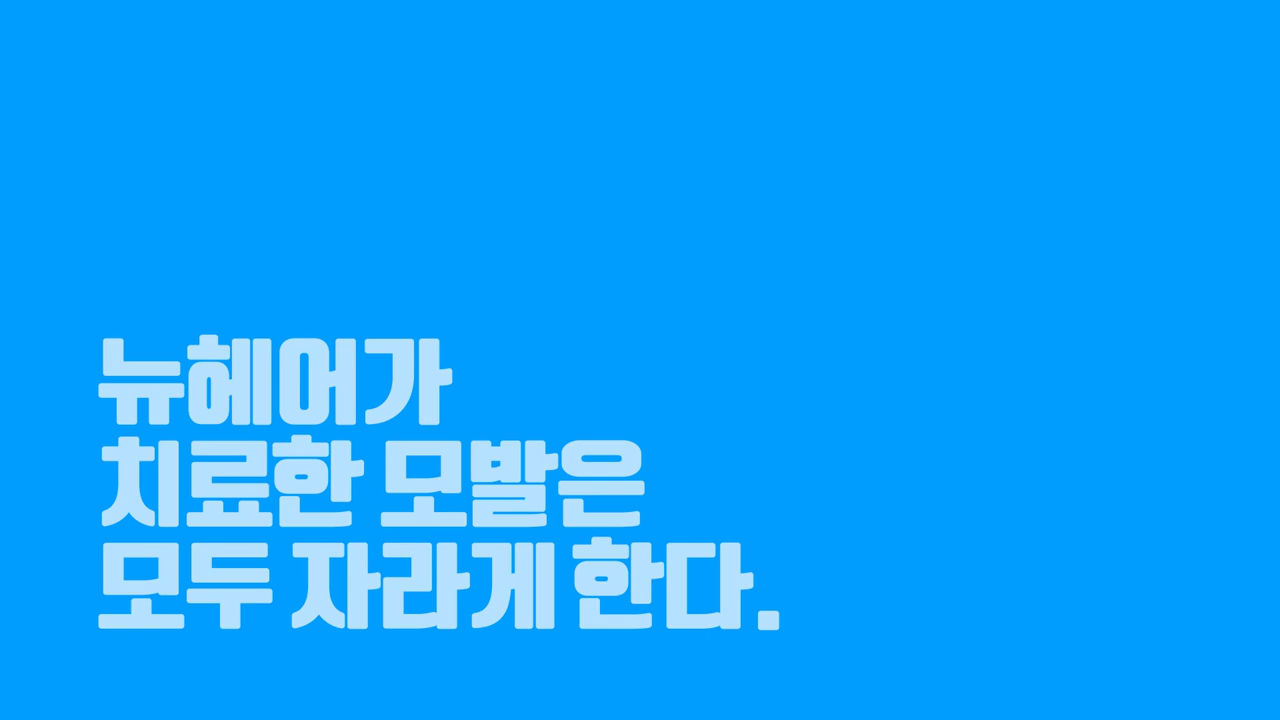 뉴헤어가
치료한 모발은
모두 자라게 한다.